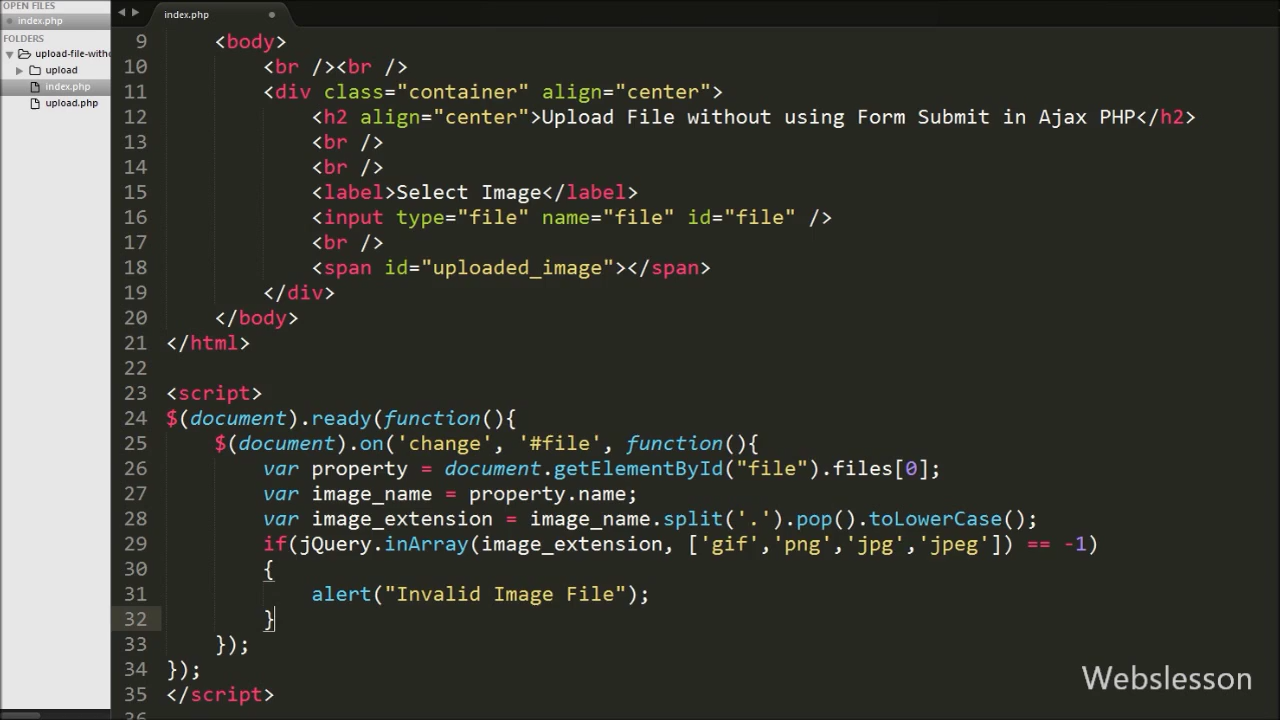 OPEN FILES
index.php
FOLDERS
upload-file-witho
upload
index.php
upload.php
index.php
9 <body>
10 <br /><br />
11 <div class="container" align="center">
12 <h2 align="center">Upload File without using Form Submit in Ajax PHP</h2>
13 <br />
14 <br />
15 <label>Select Image</label>
16 <input type="file" name="file" id="file" />
17 <br />
18 <span id="uploaded_image"></span>
19 </div>
20 </body>
21 </html>
22
23 <script>
24 $(document).ready(function(){
25 $(document).on('change', '#file', function(){
26 var property = document.getElementById("file").files[0];
27 var image_name = property.name;
28 var image_extension = image_name.split('.').pop().toLowerCase();
29 if(jQuery.inArray(image_extension, ['gif','png','jpg','jpeg']) == -1)
30 {
31 alert("Invalid Image File");
32 }
33 });
34 });
35 </script>
36
Webslesson